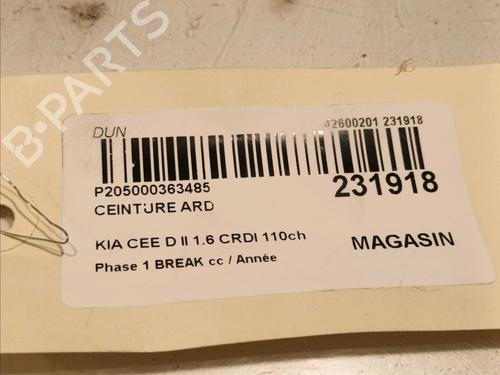 B-PARTS
DUN
42600201 231918
P205000363485
231918
CEINTURE ARD
KIA CEE D II 1.6 CRDI 110ch
MAGASIN
Phase 1 BREAK cc / Année